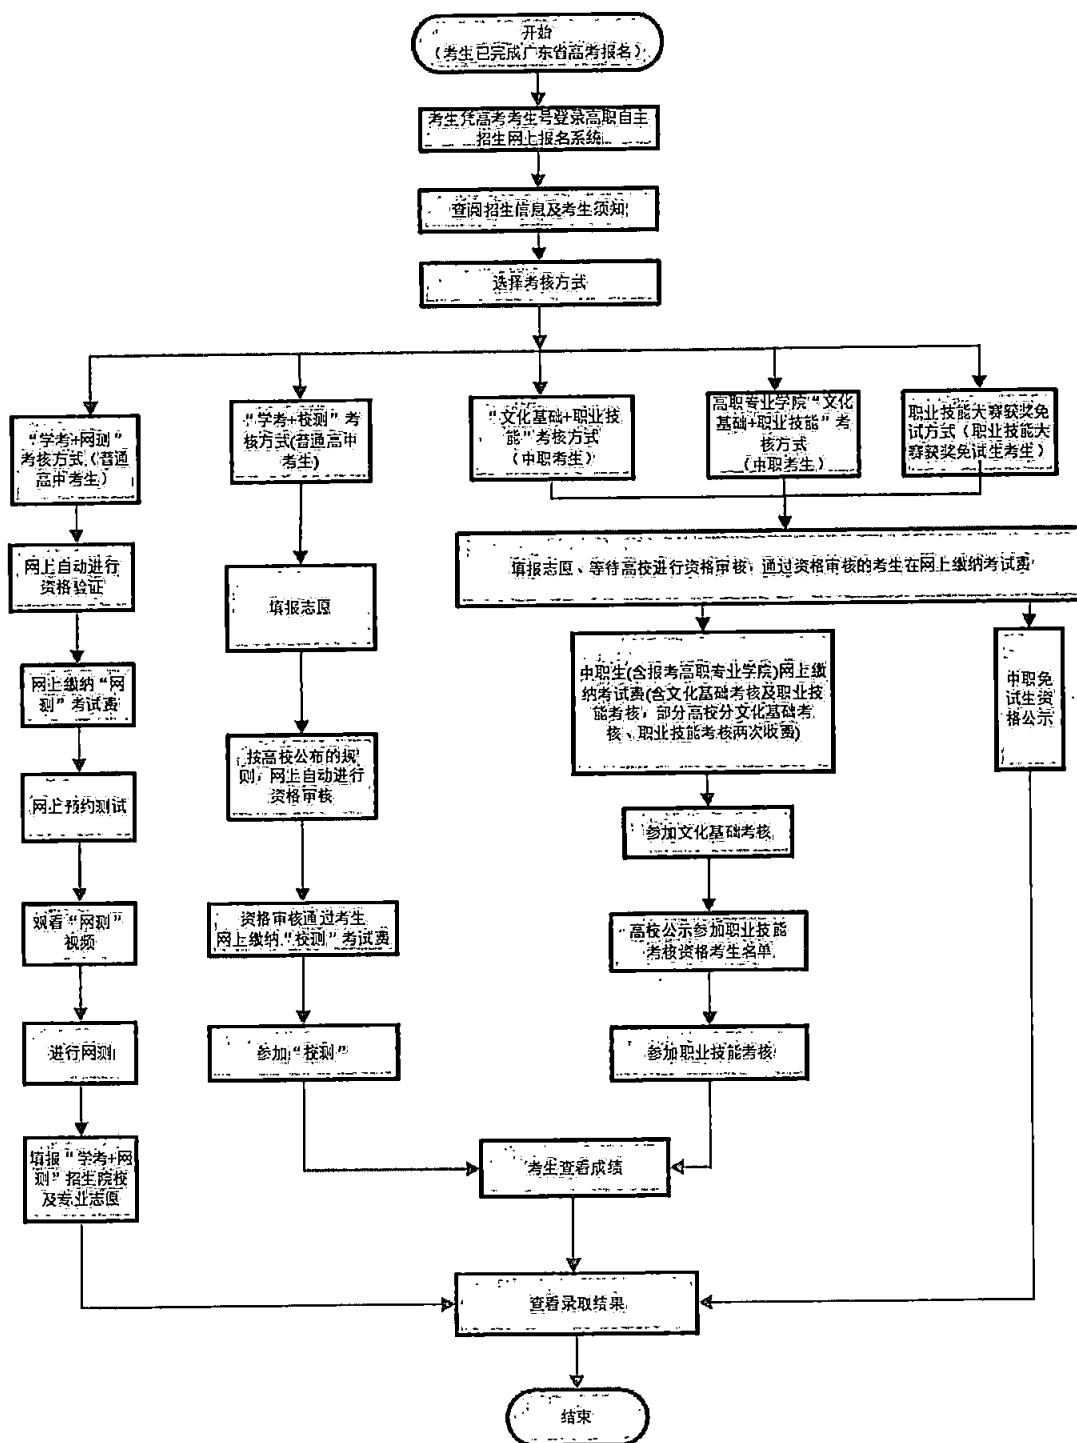 开始
(考生已完成广东省高考报名)
考生凭高考考生号登录高职自主
招生网上报名系统
查阅招生信息及考生须知
选择考核方式
“学考+网测”
考核方式(普通
高中考生)
“学考+校测”考
核方式(普通高中
考生)
“文化基础+职业技
能”考核方式
(中职考生)
高职专业学院“文化
基础+职业技能”考
核方式
(中职考生)
职业技能大赛获奖免
试方式(职业技能大
赛获奖免试生考生)
网上自动进行
资格验证
填报志愿
填报志愿、等待高校进行资格审核,通过资格审核的考生在网上缴纳考试费
网上缴纳“网
测”考试费
中职生(含报考高职专业学院)网上缴
纳考试费(含文化基础考核及职业技
能考核,部分高校分文化基础考
核、职业技能考核两次收费)
中职免
试生资
格公示
网上预约测试
按高校公布的规
则,网上自动进行
资格审核
参加文化基础考核
观看“网测”
视频
资格审核通过考生
网上缴纳“校测”考试费
高校公示参加职业技能
考核资格考生名单
进行网测
参加“校测”
参加职业技能考核
填报“学考+网
测”招生院校
及专业志愿
考生查看成绩
查看录取结果
结束